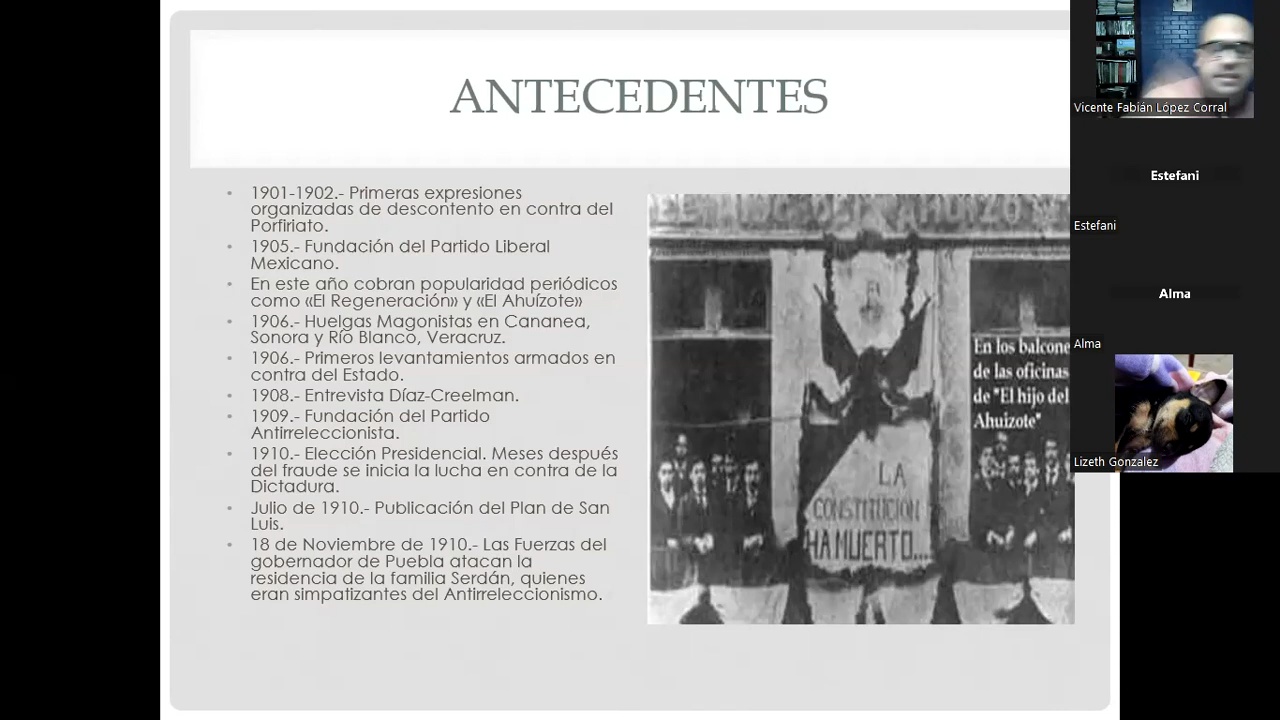 ANTECEDENTES
1901-1902.- Primeras expresiones
organizadas de descontento en contra del
Porfiriato.
1905.- Fundación del Partido Liberal
Mexicano.
En este año cobran popularidad periódicos
como «El Regeneración» y «El Ahuízote»
1906.- Huelgas Magonistas en Cananea,
Sonora y Río Blanco, Veracruz.
1906.- Primeros levantamientos armados en
contra del Estado.
1908.- Entrevista Díaz-Creelman.
1909.- Fundación del Partido
Antirreleccionista.
1910.- Elección Presidencial. Meses después
del fraude se inicia la lucha en contra de la
Dictadura.
Julio de 1910.- Publicación del Plan de San
Luis.
18 de Noviembre de 1910.- Las Fuerzas del
gobernador de Puebla atacan la
residencia de la familia Serdán, quienes
eran simpatizantes del Antirreleccionismo.
AHUIZOT
LA
CONSTITUCION
HA MUERTO...
En los balcone
de las oficinas
de "El hijo del
Ahuizote"
Vicente Fabián López Corral
Estefani
Estefani
Alma
Alma
Lizeth Gonzalez